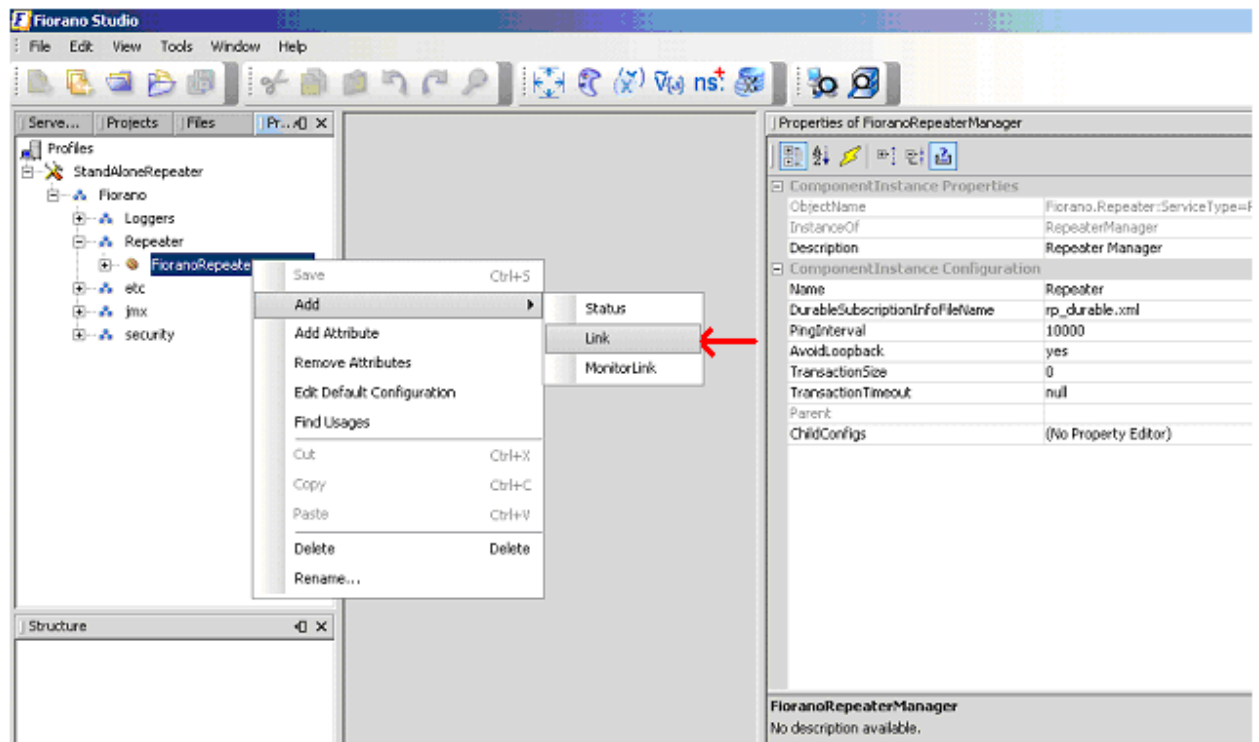 Fiorano Studio
File Edit View Tools Window Help
ns:
Serve... Projects Files Pr...
Properties of FioranoRepeaterManager
Profiles
StandAloneRepeater
Fiorano
Loggers
Repeater
FioranoRepeate
etc
jmx
security
Save Ctrl+S
Add
Add Attribute
Remove Attributes
Edit Default Configuration
Find Usages
Cut Ctrl+X
Copy Ctrl+C
Paste Ctrl+V
Delete Delete
Rename...
Status
Link
MonitorLink
ComponentInstance Properties
ObjectName Fiorano.Repeater:ServiceType=R
InstanceOf RepeaterManager
Description Repeater Manager
ComponentInstance Configuration
Name Repeater
DurableSubscriptionInfoFileName rp_durable.xml
PingInterval 10000
AvoidLoopback yes
TransactionSize 0
TransactionTimeout null
Parent
ChildConfigs (No Property Editor)
Structure
FioranoRepeaterManager
No description available.